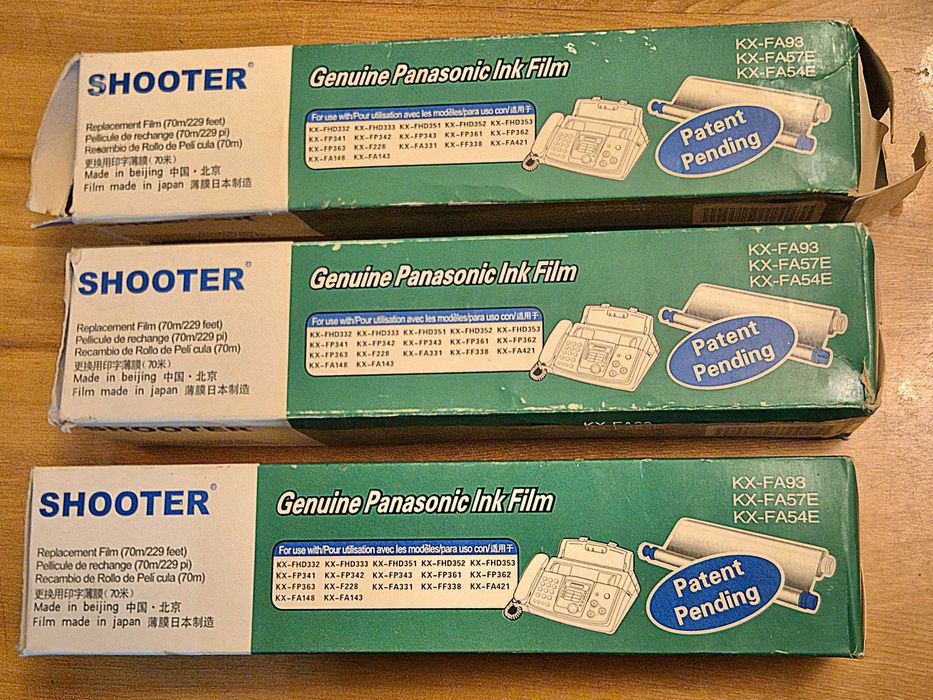 SHOOTER®
Replacement Film (70m/229 feet)
Pellicule de rechange (70m/229 pi)
Recambio de Rollo de Pelí cula (70m)
更换用印字薄膜(70米)
Made in beijing 中国·北京
Film made in japan 薄膜日本制造
Genuine Panasonic Ink Film
For use with/Pour utilisation avec les modèles/para uso con/适用于
KX-FHD332 KX-FHD333 KX-FHD351 KX-FHD352 KX-FHD353
KX-FP341 KX-FP342 KX-FP343 KX-FP361 KX-FP362
KX-FP363 KX-F228 KX-FA331 KX-FF338 KX-FA421
KX-FA148 KX-FA143
KX-FA93
KX-FA57E
KX-FA54E
Patent
Pending
SHOOTER®
Replacement Film (70m/229 feet)
Pellicule de rechange (70m/229 pi)
Recambio de Rollo de Pelí cula (70m)
更换用印字薄膜(70米)
Made in beijing 中国·北京
Film made in japan 薄膜日本制造
Genuine Panasonic Ink Film
For use with/Pour utilisation avec les modèles/para uso con/适用于
KX-FHD332 KX-FHD333 KX-FHD351 KX-FHD352 KX-FHD353
KX-FP341 KX-FP342 KX-FP343 KX-FP361 KX-FP362
KX-FP363 KX-F228 KX-FA331 KX-FF338 KX-FA421
KX-FA148 KX-FA143
KX-FA93
KX-FA57E
KX-FA54E
Patent
Pending
SHOOTER
KX-FA93
SHOOTER®
Replacement Film (70m/229 feet)
Pellicule de rechange (70m/229 pi)
Recambio de Rollo de Pelí cula (70m)
更换用印字薄膜(70米)
Made in beijing 中国·北京
Film made in japan 薄膜日本制造
Genuine Panasonic Ink Film
For use with/Pour utilisation avec les modèles/para uso con/适用于
KX-FHD332 KX-FHD333 KX-FHD351 KX-FHD352 KX-FHD353
KX-FP341 KX-FP342 KX-FP343 KX-FP361 KX-FP362
KX-FP363 KX-F228 KX-FA331 KX-FF338 KX-FA421
KX-FA148 KX-FA143
KX-FA93
KX-FA57E
KX-FA54E
Patent
Pending